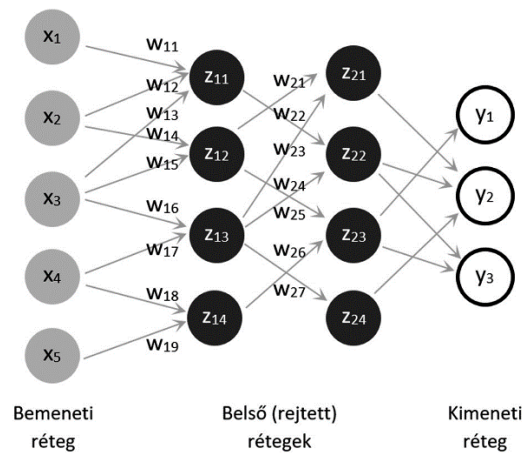 x1
w11
z11
z21
w12
w21
x2
w13
w22
y1
w14
z12
z22
w15
w23
x3
w24
y2
w16
z13
w25
z23
w17
x4
w26
y3
w18
z14
w27
z24
w19
x5
Bemeneti
réteg
Belső (rejtett)
rétegek
Kimeneti
réteg